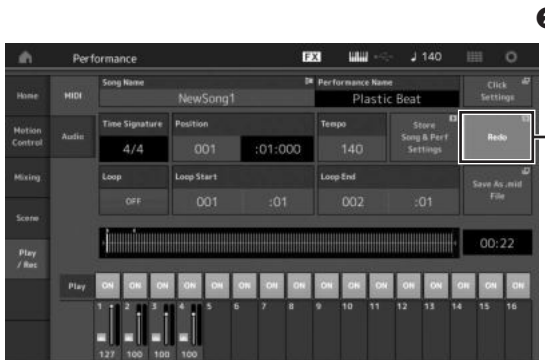 Performance FX 140
Home MIDI Song Name NewSong1 Performance Name Plastic Beat Click Settings
Motion Control Audio Time Signature 4/4 Position 001 :01:000 Tempo 140 Store Song & Perf Settings Redo
Mixing Loop OFF Loop Start 001 :01 Loop End 002 :01 Save As .mid File
Scene
Play / Rec 00:22
Play ON ON ON ON ON ON ON ON ON ON ON ON ON ON ON ON
1 2 3 4 5 6 7 8 9 10 11 12 13 14 15 16
127 100 100 100